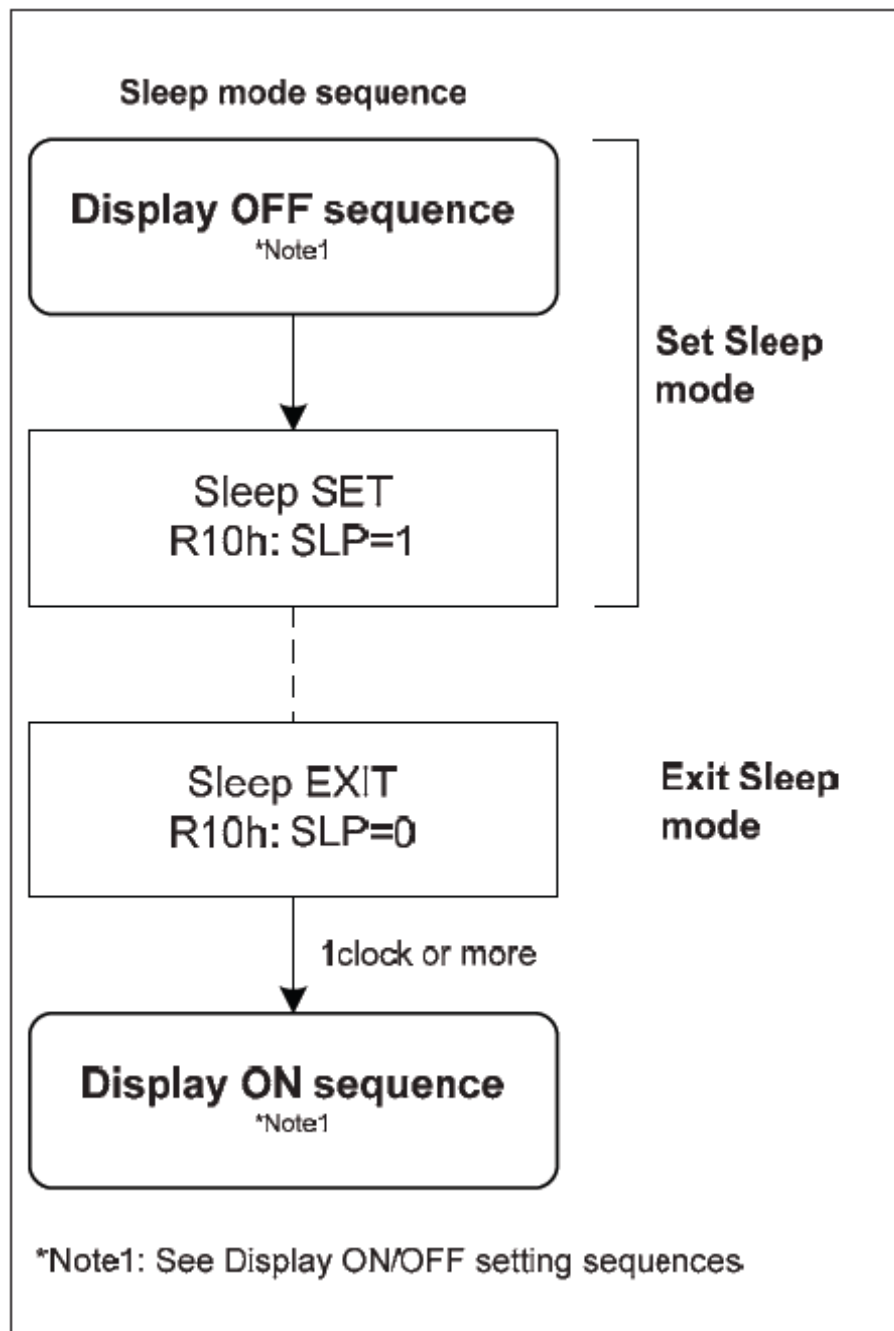 Sleep mode sequence
Display OFF sequence
*Note1
Set Sleep
mode
Sleep SET
R10h: SLP=1
Sleep EXIT
R10h: SLP=0
Exit Sleep
mode
1clock or more
Display ON sequence
*Note1
*Note1: See Display ON/OFF setting sequences